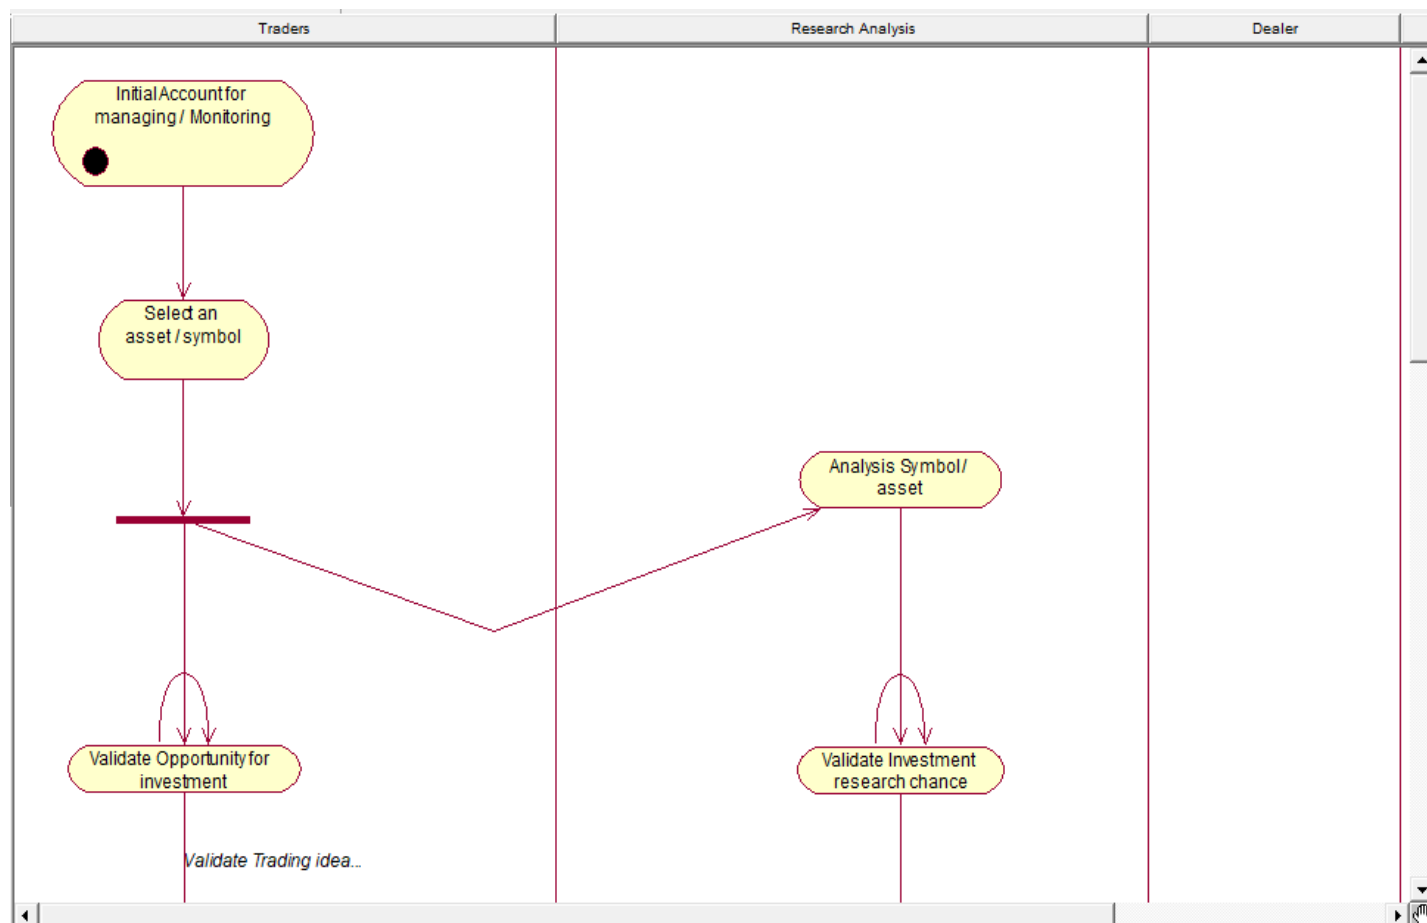 Traders
Research Analysis
Dealer
Initial Account for
managing / Monitoring
Select an
asset / symbol
Analysis Symbol/
asset
Validate Opportunity for
investment
Validate Investment
research chance
Validate Trading idea...